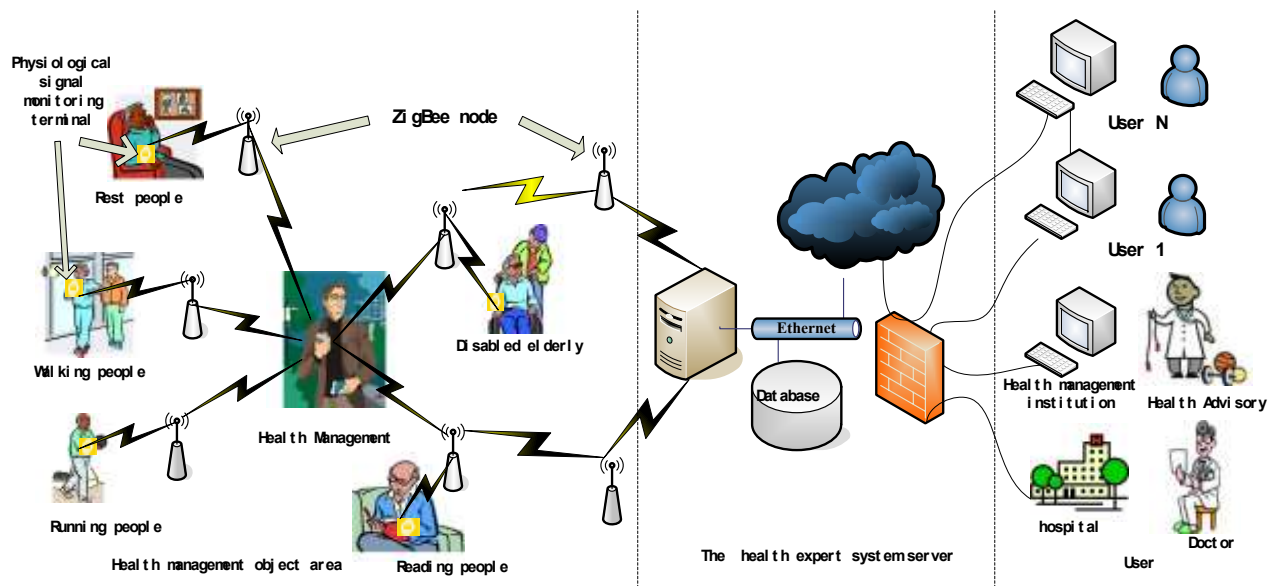 Physiological
signal
monitoring
terminal
ZigBee node
Rest people
Walking people
Running people
Health Management
Disabled elderly
Reading people
Health management object area
Ethernet
Database
The health expert system server
User N
User 1
Health management
institution
Health Advisory
H
hospital
Doctor
User